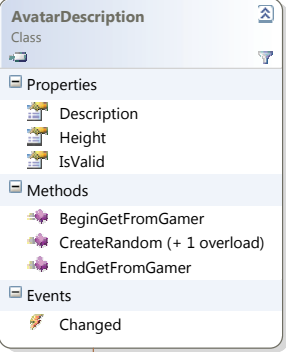 AvatarDescription
Class
Properties
Description
Height
IsValid
Methods
BeginGetFromGamer
CreateRandom (+ 1 overload)
EndGetFromGamer
Events
Changed